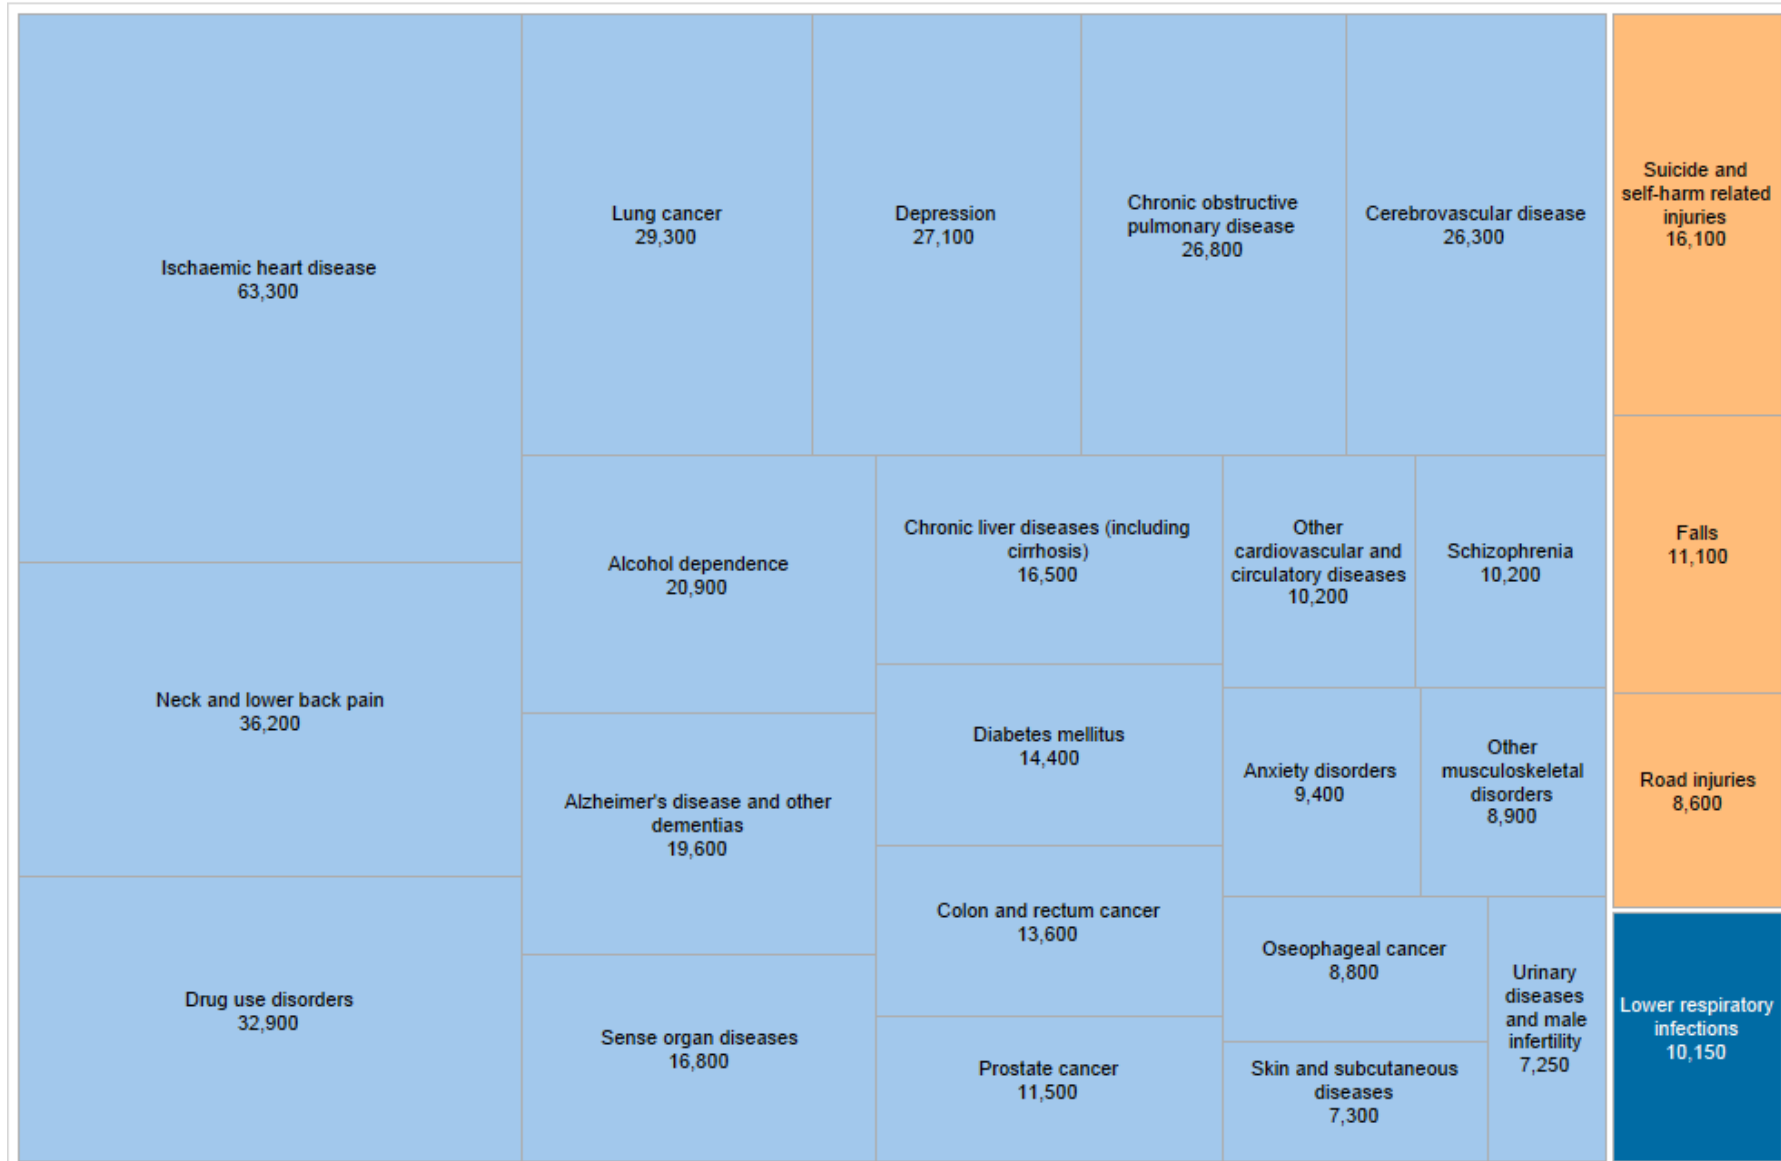 Ischaemic heart disease
63,300
Neck and lower back pain
36,200
Drug use disorders
32,900
Lung cancer
29,300
Depression
27,100
Chronic obstructive
pulmonary disease
26,800
Cerebrovascular disease
26,300
Alcohol dependence
20,900
Alzheimer's disease and other
dementias
19,600
Sense organ diseases
16,800
Chronic liver diseases (including
cirrhosis)
16,500
Diabetes mellitus
14,400
Colon and rectum cancer
13,600
Prostate cancer
11,500
Other
cardiovascular and
circulatory diseases
10,200
Schizophrenia
10,200
Anxiety disorders
9,400
Other
musculoskeletal
disorders
8,900
Oseophageal cancer
8,800
Skin and subcutaneous
diseases
7,300
Urinary
diseases
and male
infertility
7,250
Suicide and
self-harm related
injuries
16,100
Falls
11,100
Road injuries
8,600
Lower respiratory
infections
10,150